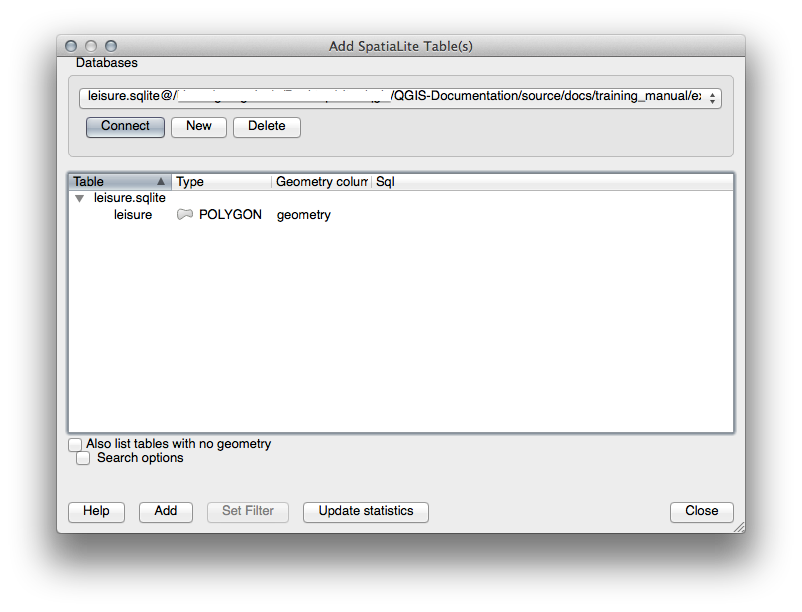 Add SpatiaLite Table(s)
Databases
leisure.sqlite@/ /QGIS-Documentation/source/docs/training_manual/ex
Connect New Delete
Table Type Geometry colum Sql
leisure.sqlite
leisure POLYGON geometry
Also list tables with no geometry
Search options
Help Add Set Filter Update statistics Close